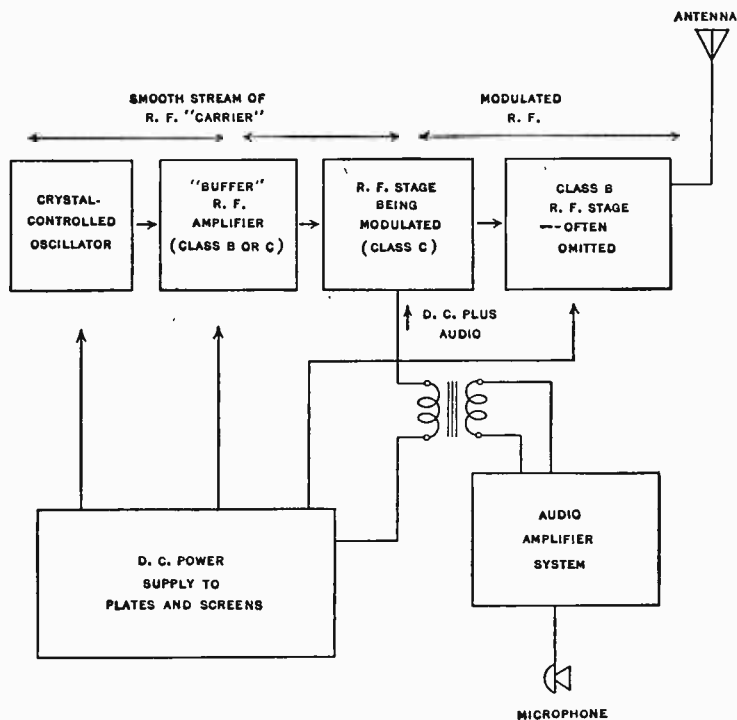 ANTENNA
SMOOTH STREAM OF
R. F. "CARRIER"
MODULATED
R. F.
CRYSTAL-
CONTROLLED
OSCILLATOR
"BUFFER"
R. F.
AMPLIFIER
(CLASS B OR C)
R. F. STAGE
BEING
MODULATED
(CLASS C)
CLASS B
R. F. STAGE
--- OFTEN
OMITTED
D. C. PLUS
AUDIO
D. C. POWER
SUPPLY TO
PLATES AND SCREENS
AUDIO
AMPLIFIER
SYSTEM
MICROPHONE